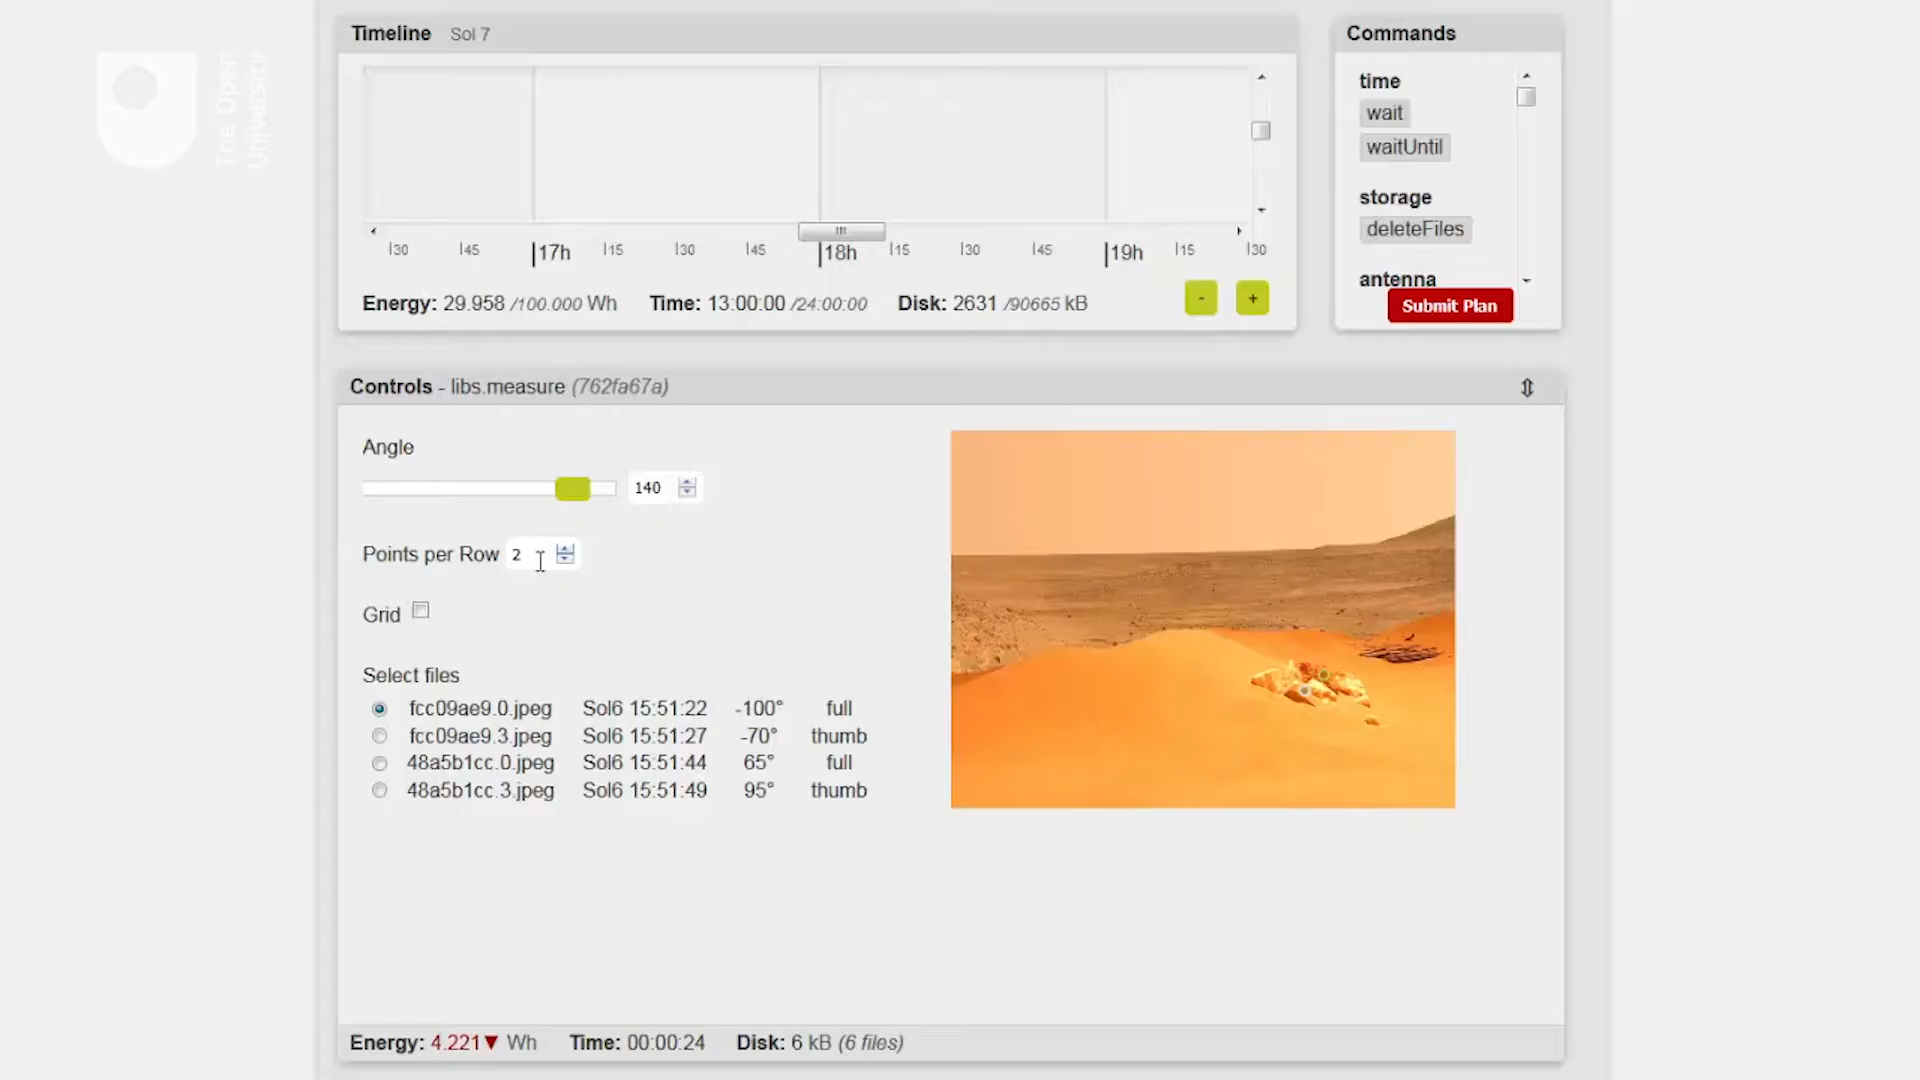 The Open
University
Timeline Sol 7
30 45 17h 15 30 45 18h 15 30 45 19h 15 30
Energy: 29.958 /100.000 Wh Time: 13:00:00 /24:00:00 Disk: 2631 /90665 kB - +
Commands
time
wait
waitUntil
storage
deleteFiles
antenna
Submit Plan
Controls - libs.measure (762fa67a)
Angle
140
Points per Row 2
Grid
Select files
fcc09ae9.0.jpeg Sol6 15:51:22 -100° full
fcc09ae9.3.jpeg Sol6 15:51:27 -70° thumb
48a5b1cc.0.jpeg Sol6 15:51:44 65° full
48a5b1cc.3.jpeg Sol6 15:51:49 95° thumb
Energy: 4.221▼ Wh Time: 00:00:24 Disk: 6 kB (6 files)